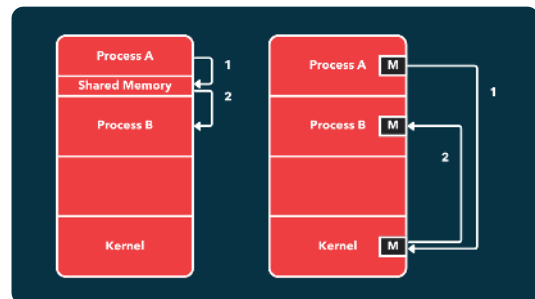 Process A
1
Shared Memory
2
Process B
Kernel
Process A M
1
Process B M
2
Kernel M